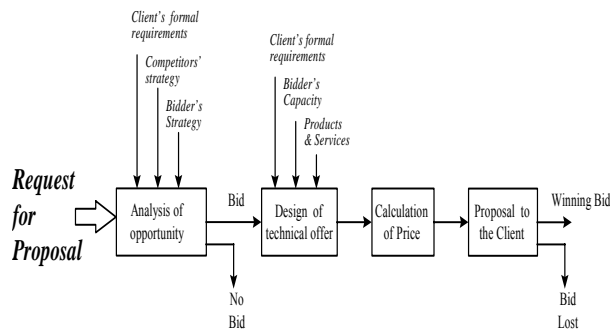 Client's formal
requirements
Competitors'
strategy
Bidder's
Strategy
Client's formal
requirements
Bidder's
Capacity
Products
& Services
Request
for
Proposal
Analysis of
opportunity
Bid
No
Bid
Design of
technical offer
Calculation
of Price
Proposal to
the Client
Winning Bid
Bid
Lost